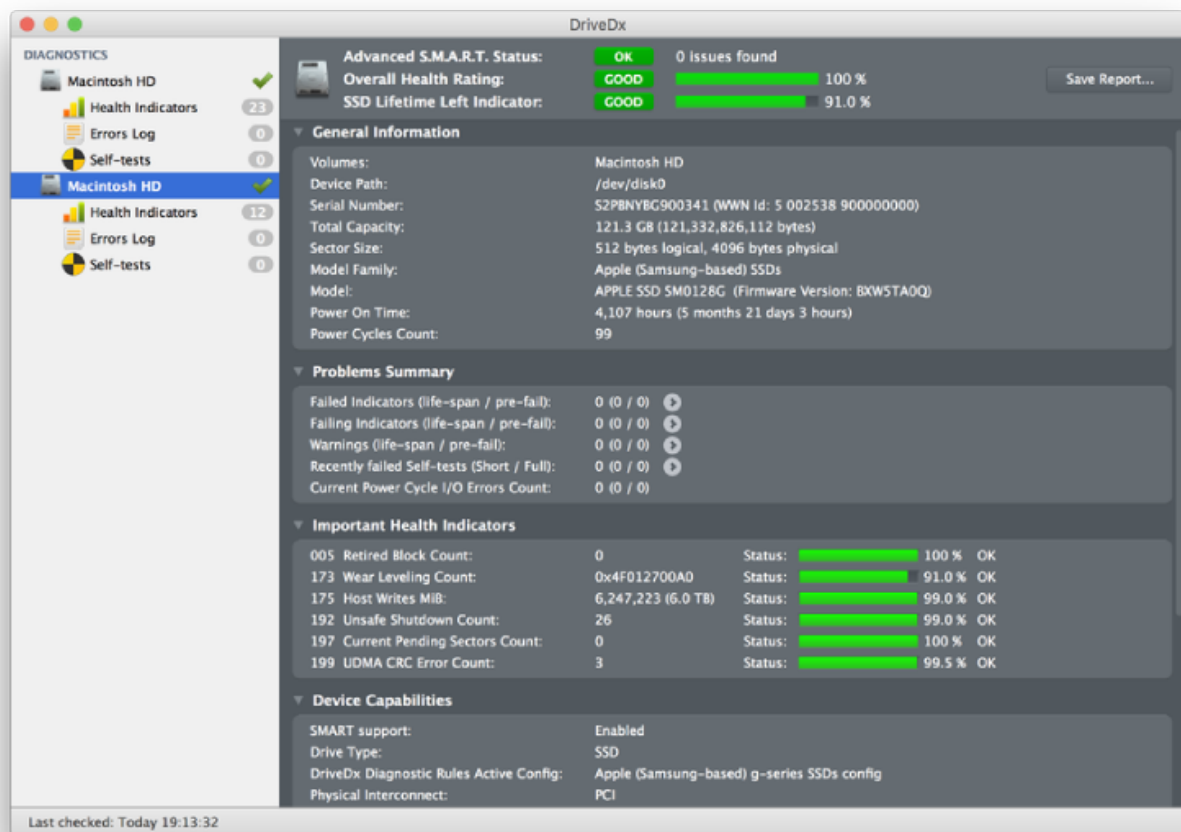 DriveDx
DIAGNOSTICS
Macintosh HD
Health Indicators 23
Errors Log 0
Self-tests 0
Macintosh HD
Health Indicators 12
Errors Log 0
Self-tests 0
Advanced S.M.A.R.T. Status: OK 0 issues found
Overall Health Rating: GOOD 100 %
SSD Lifetime Left Indicator: GOOD 91.0 %
Save Report...
General Information
Volumes: Macintosh HD
Device Path: /dev/disk0
Serial Number: S2PBNYBG900341 (WWN Id: 5 002538 900000000)
Total Capacity: 121.3 GB (121,332,826,112 bytes)
Sector Size: 512 bytes logical, 4096 bytes physical
Model Family: Apple (Samsung-based) SSDs
Model: APPLE SSD SM0128G (Firmware Version: BXW5TA0Q)
Power On Time: 4,107 hours (5 months 21 days 3 hours)
Power Cycles Count: 99
Problems Summary
Failed Indicators (life-span / pre-fail): 0 (0 / 0)
Failing Indicators (life-span / pre-fail): 0 (0 / 0)
Warnings (life-span / pre-fail): 0 (0 / 0)
Recently failed Self-tests (Short / Full): 0 (0 / 0)
Current Power Cycle I/O Errors Count: 0 (0 / 0)
Important Health Indicators
005 Retired Block Count: 0 Status: 100 % OK
173 Wear Leveling Count: 0x4F012700A0 Status: 91.0 % OK
175 Host Writes MiB: 6,247,223 (6.0 TB) Status: 99.0 % OK
192 Unsafe Shutdown Count: 26 Status: 99.0 % OK
197 Current Pending Sectors Count: 0 Status: 100 % OK
199 UDMA CRC Error Count: 3 Status: 99.5 % OK
Device Capabilities
SMART support: Enabled
Drive Type: SSD
DriveDx Diagnostic Rules Active Config: Apple (Samsung-based) g-series SSDs config
Physical Interconnect: PCI
Last checked: Today 19:13:32